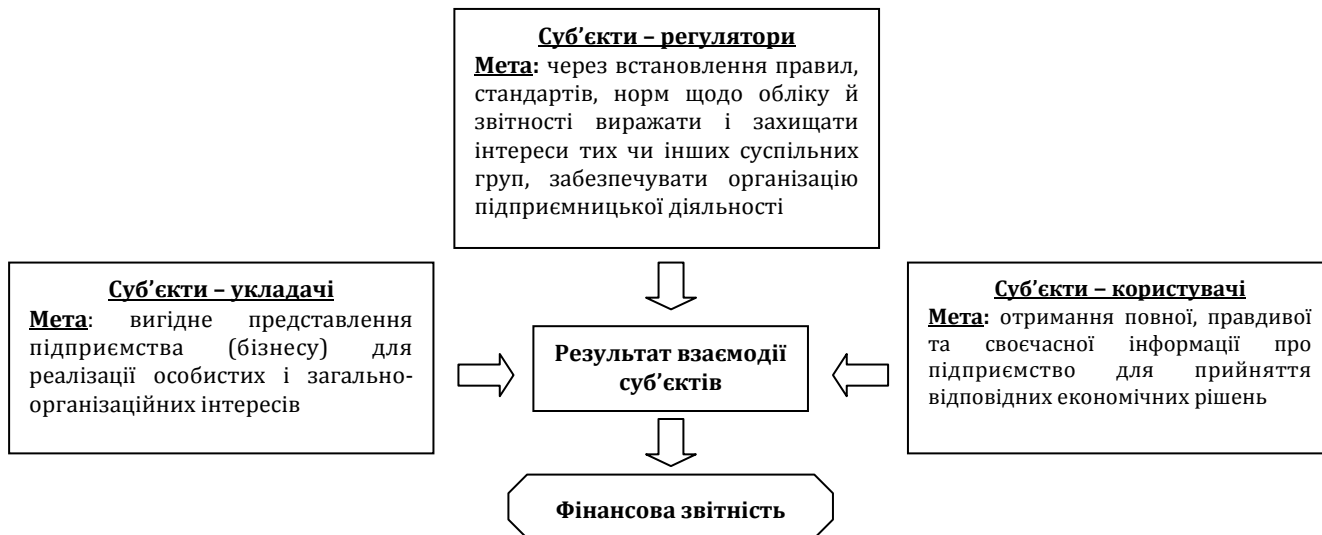 Суб’єкти – регулятори
Мета: через встановлення правил,
стандартів, норм щодо обліку й
звітності виражати і захищати
інтереси тих чи інших суспільних
груп, забезпечувати організацію
підприємницької діяльності
Суб’єкти – укладачі
Мета: вигідне представлення
підприємства (бізнесу) для
реалізації особистих і загально-
організаційних інтересів
Результат взаємодії
суб’єктів
Суб’єкти – користувачі
Мета: отримання повної, правдивої
та своєчасної інформації про
підприємство для прийняття
відповідних економічних рішень
Фінансова звітність